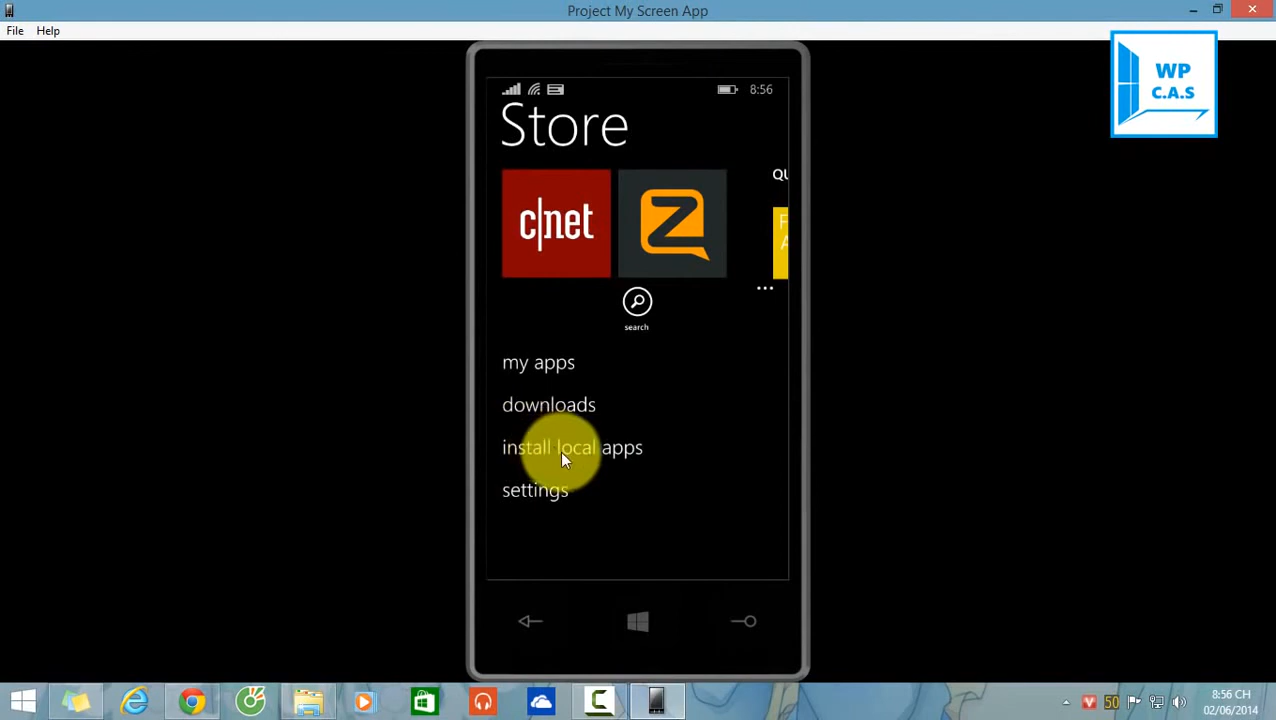 Project My Screen App
File Help
WP
C.A.S
8:56
Store
c|net
Z
QU
F
A
search
my apps
downloads
install local apps
settings
V
50
8:56 CH
02/06/2014